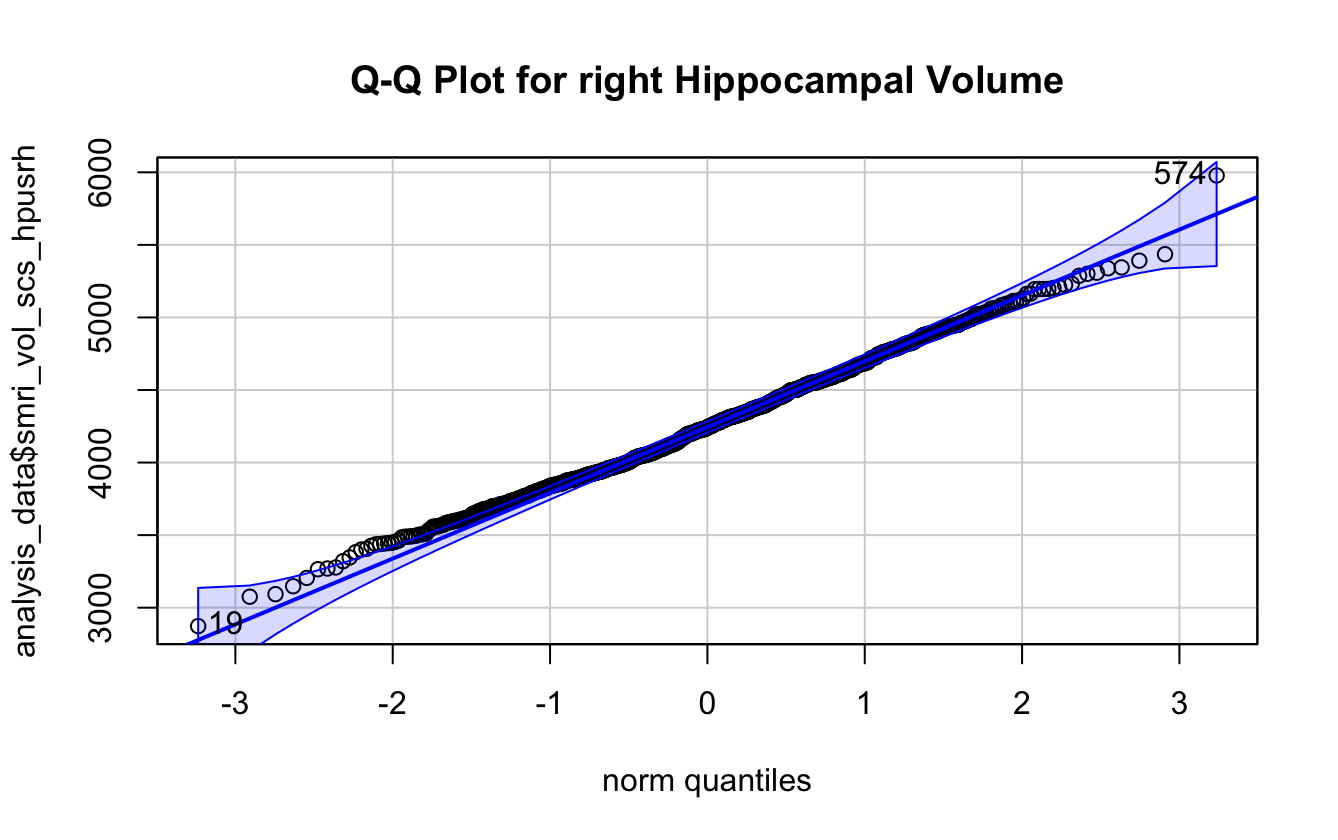 Q-Q Plot for right Hippocampal Volume
analysis_data$smri_vol_scs_hpusrh
6000
5000
4000
3000
574
19
-3 -2 -1 0 1 2 3
norm quantiles